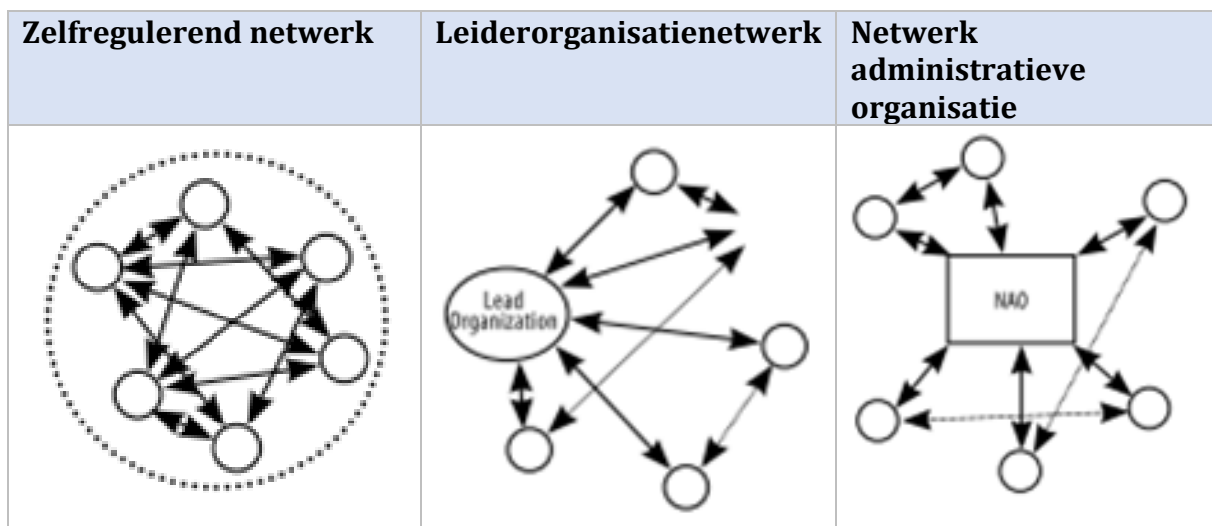 Zelfregulerend netwerk
Leiderorganisatienetwerk
Netwerk
administratieve
organisatie
Lead
Organization
NAO